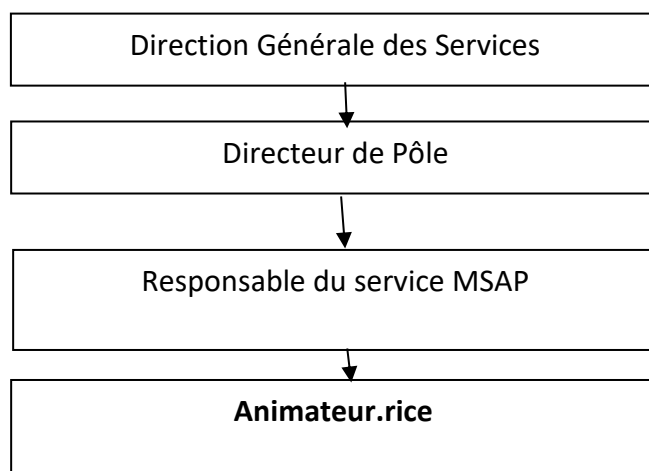 Direction Générale des Services
Directeur de Pôle
Responsable du service MSAP
Animateur.rice